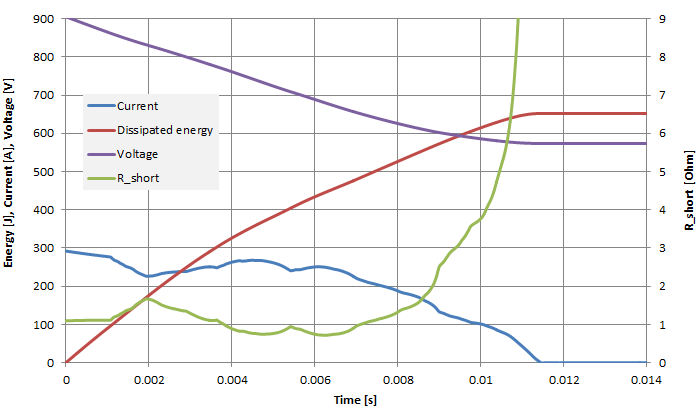 Energy [J], Current [A], Voltage [V]
900
800
700
600
500
400
300
200
100
0
Current
Dissipated energy
Voltage
R_short
9
8
7
6
5
4
3
2
1
0
R_short [Ohm]
0 0.002 0.004 0.006 0.008 0.01 0.012 0.014
Time [s]